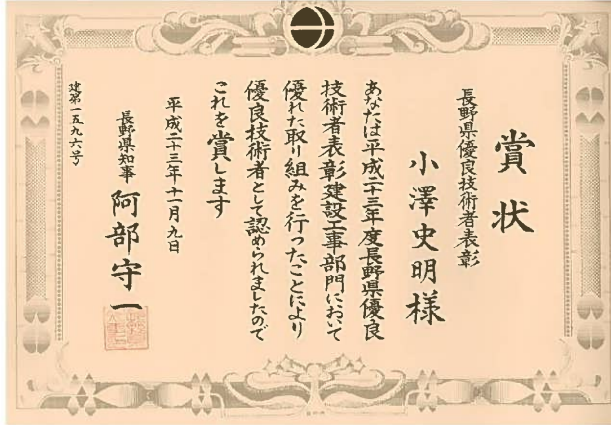 賞状
長野県優良技術者表彰
小澤史明様
あなたは平成二十三年度長野県優良
技術者表彰建設工事部門において
優れた取り組みを行ったことにより
優良技術者として認められましたので
これを賞します
平成二十三年十一月九日
長野県知事 阿部守一
建第一五九六号